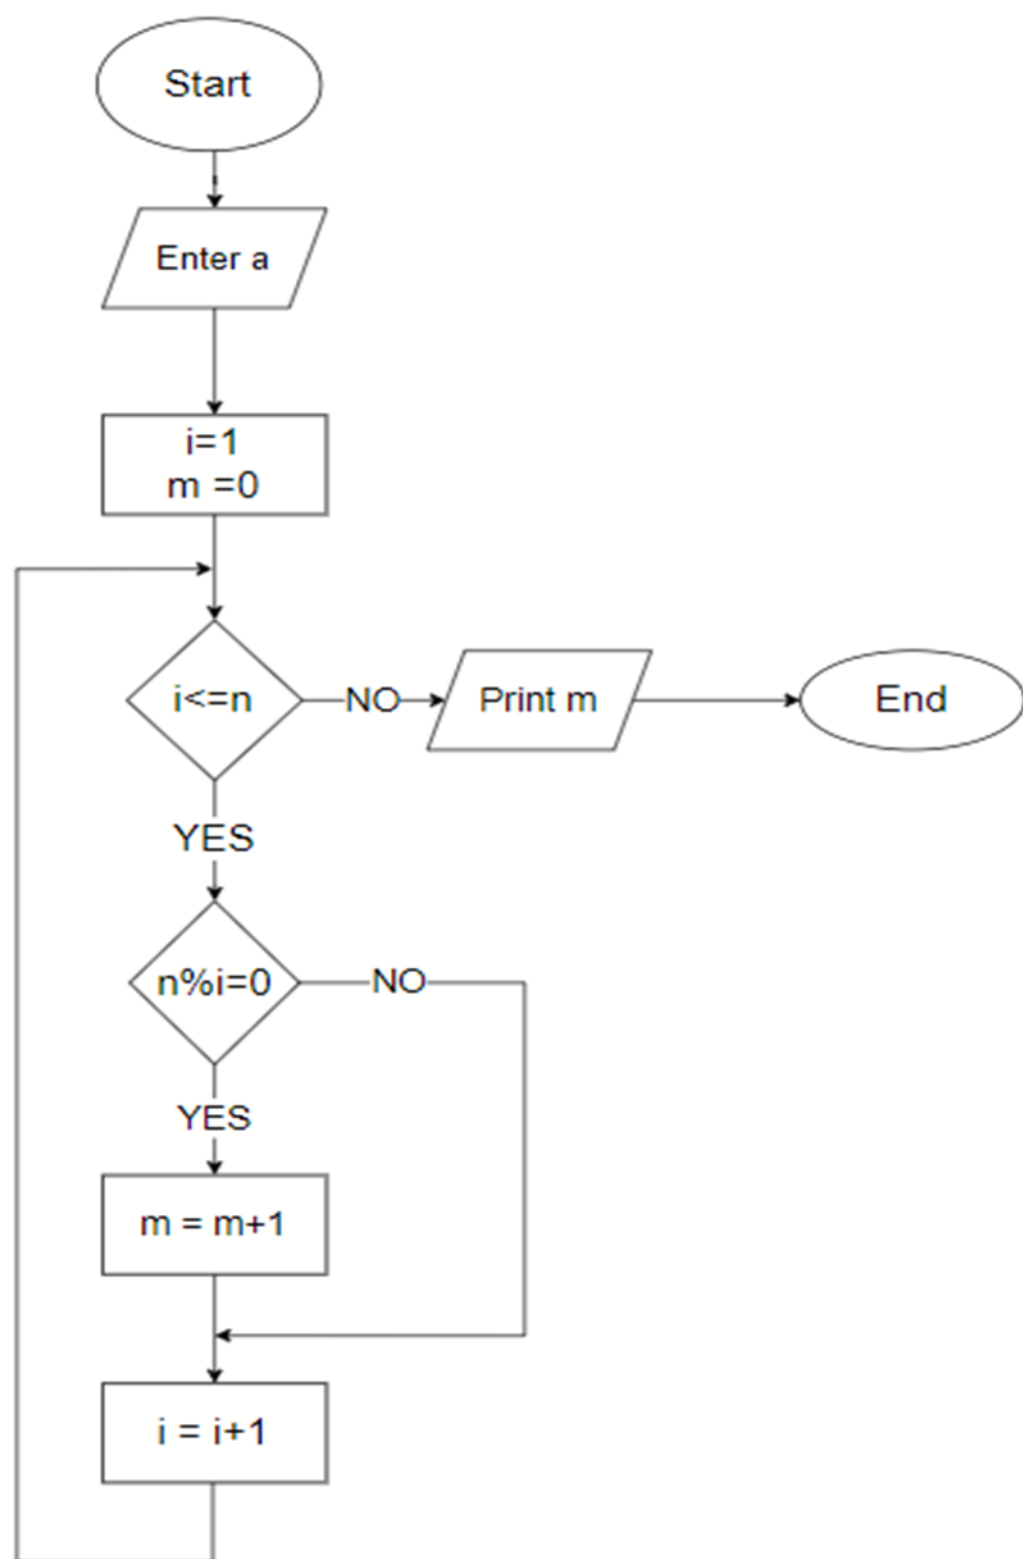 Start
Enter a
i=1
m =0
i<=n
NO
Print m
End
YES
n%i=0
NO
YES
m = m+1
i = i+1